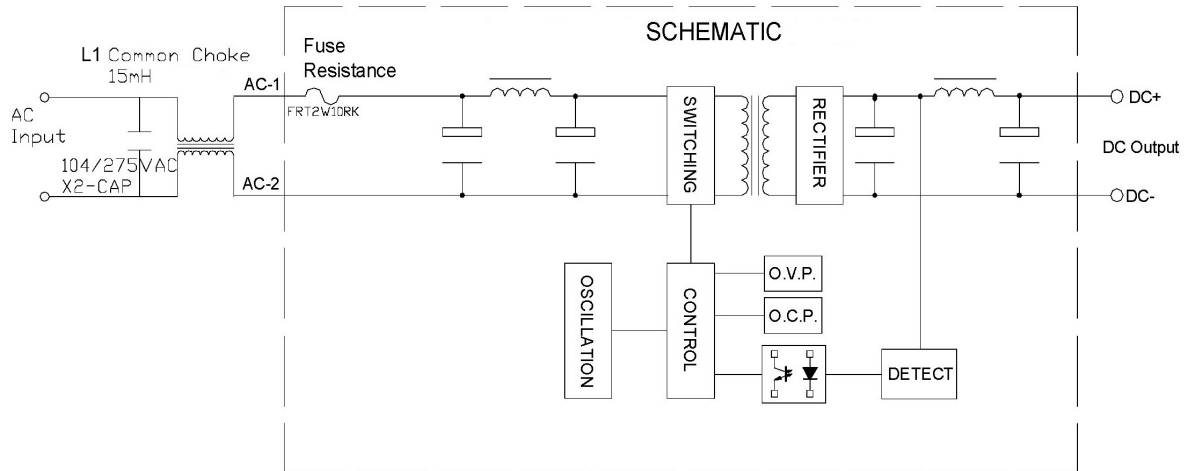 SCHEMATIC
L1 Common Choke
15mH
Fuse
Resistance
AC-1
FRT2W10RK
AC
Input
104/275VAC
X2-CAP
AC-2
SWITCHING
RECTIFIER
DC+
DC Output
DC-
OSCILLATION
CONTROL
O.V.P.
O.C.P.
DETECT